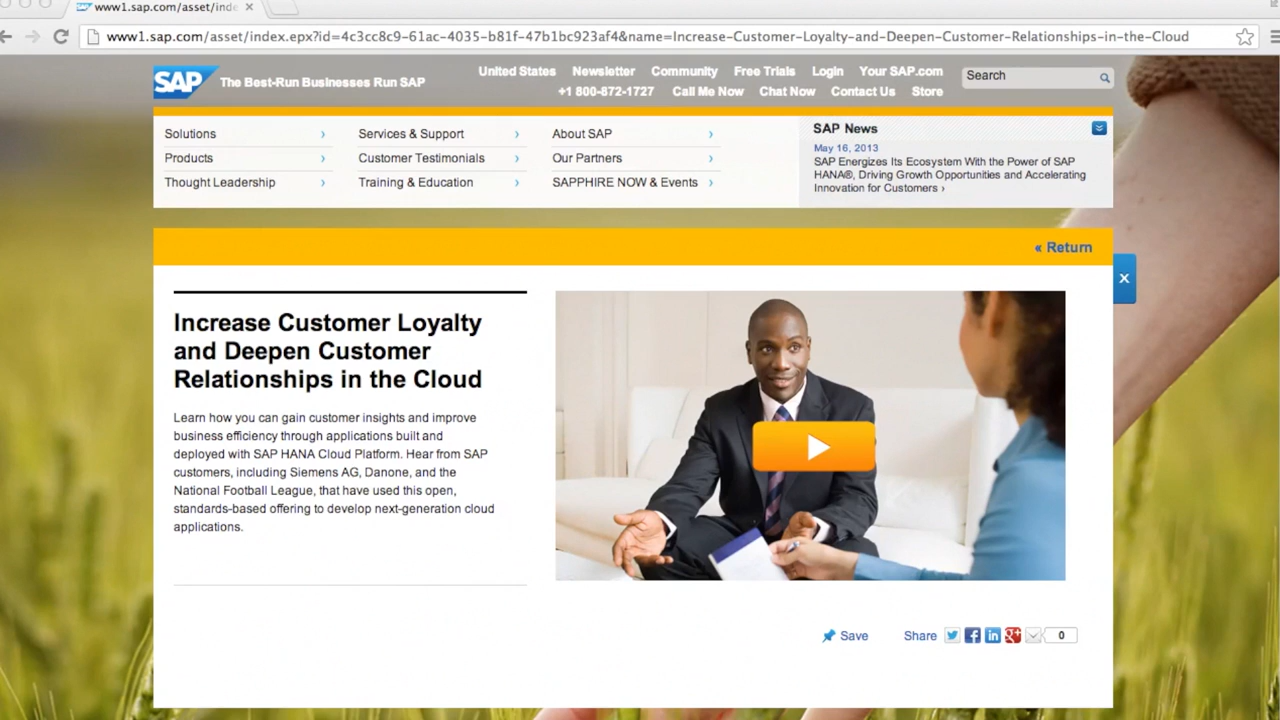 www1.sap.com/asset/inde
www1.sap.com/asset/index.epx?id=4c3cc8c9-61ac-4035-b81f-47b1bc923af4&name=Increase-Customer-Loyalty-and-Deepen-Customer-Relationships-in-the-Cloud
SAP The Best-Run Businesses Run SAP
United States Newsletter Community Free Trials Login Your SAP.com
+1 800-872-1727 Call Me Now Chat Now Contact Us Store
Search
Solutions › Services & Support › About SAP ›
Products › Customer Testimonials › Our Partners ›
Thought Leadership › Training & Education › SAPPHIRE NOW & Events ›
SAP News
May 16, 2013
SAP Energizes Its Ecosystem With the Power of SAP
HANA®, Driving Growth Opportunities and Accelerating
Innovation for Customers ›
« Return
x
Increase Customer Loyalty
and Deepen Customer
Relationships in the Cloud
Learn how you can gain customer insights and improve
business efficiency through applications built and
deployed with SAP HANA Cloud Platform. Hear from SAP
customers, including Siemens AG, Danone, and the
National Football League, that have used this open,
standards-based offering to develop next-generation cloud
applications.
Save Share 0